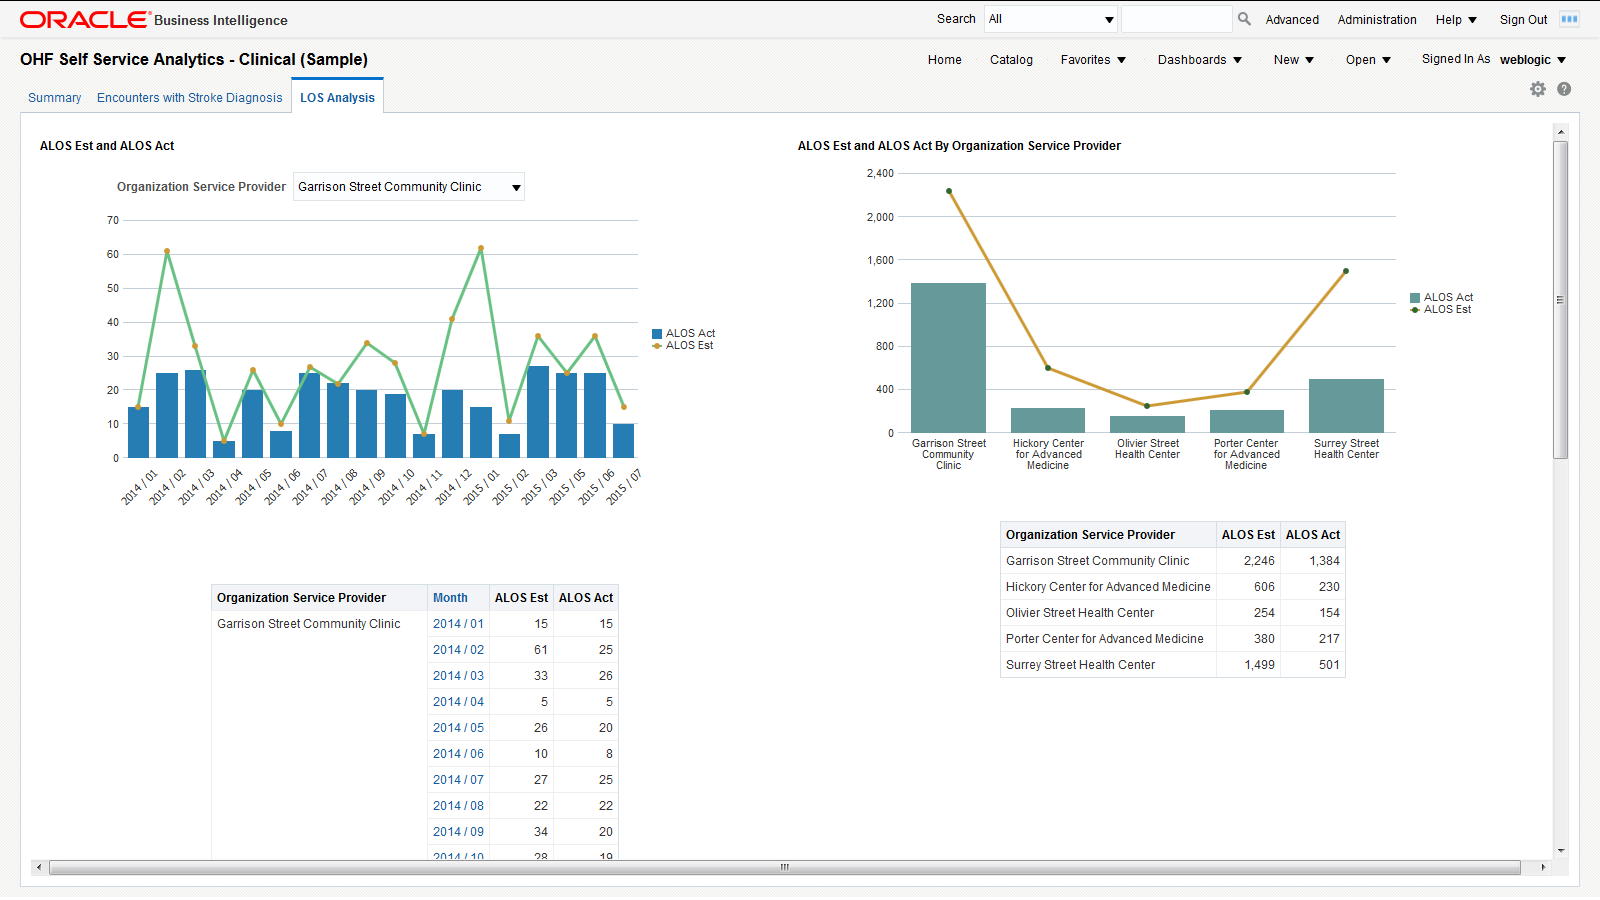 ORACLE Business Intelligence
Search All Advanced Administration Help Sign Out
OHF Self Service Analytics - Clinical (Sample)
Home Catalog Favorites Dashboards New Open Signed In As weblogic
Summary Encounters with Stroke Diagnosis LOS Analysis
ALOS Est and ALOS Act
Organization Service Provider Garrison Street Community Clinic
70
60
50
40
30
20
10
0
2014 / 01 2014 / 02 2014 / 03 2014 / 04 2014 / 05 2014 / 06 2014 / 07 2014 / 08 2014 / 09 2014 / 10 2014 / 11 2014 / 12 2015 / 01 2015 / 02 2015 / 03 2015 / 05 2015 / 06 2015 / 07
ALOS Act
ALOS Est
Organization Service Provider Month ALOS Est ALOS Act
Garrison Street Community Clinic 2014 / 01 15 15
2014 / 02 61 25
2014 / 03 33 26
2014 / 04 5 5
2014 / 05 26 20
2014 / 06 10 8
2014 / 07 27 25
2014 / 08 22 22
2014 / 09 34 20
2014 / 10 28 19
ALOS Est and ALOS Act By Organization Service Provider
2,400
2,000
1,600
1,200
800
400
0
Garrison Street Community Clinic
Hickory Center for Advanced Medicine
Olivier Street Health Center
Porter Center for Advanced Medicine
Surrey Street Health Center
ALOS Act
ALOS Est
Organization Service Provider ALOS Est ALOS Act
Garrison Street Community Clinic 2,246 1,384
Hickory Center for Advanced Medicine 606 230
Olivier Street Health Center 254 154
Porter Center for Advanced Medicine 380 217
Surrey Street Health Center 1,499 501